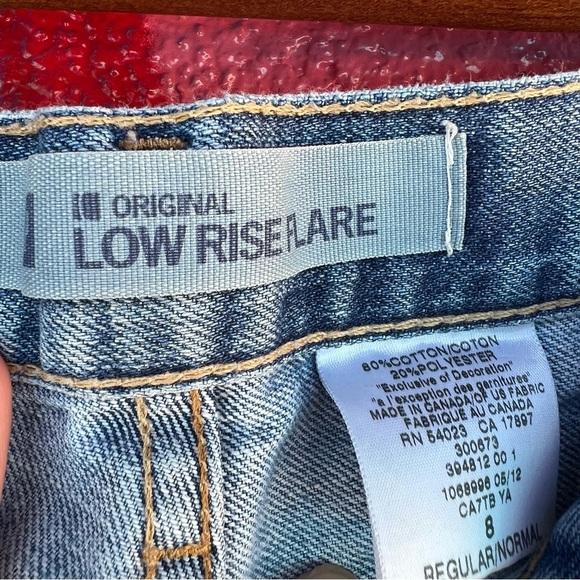 ORIGINAL
LOW RISE FLARE
80% COTTON/COTON
20% POLYESTER
"Exclusive of Decoration"
"a l'exception des garnitures"
MADE IN CANADA/OF US FABRIC
FABRIQUE AU CANADA
RN 54023 CA 17897
300673
394812 00 1
1068996 05/12
CA7TB YA
8
REGULAR/NORMAL